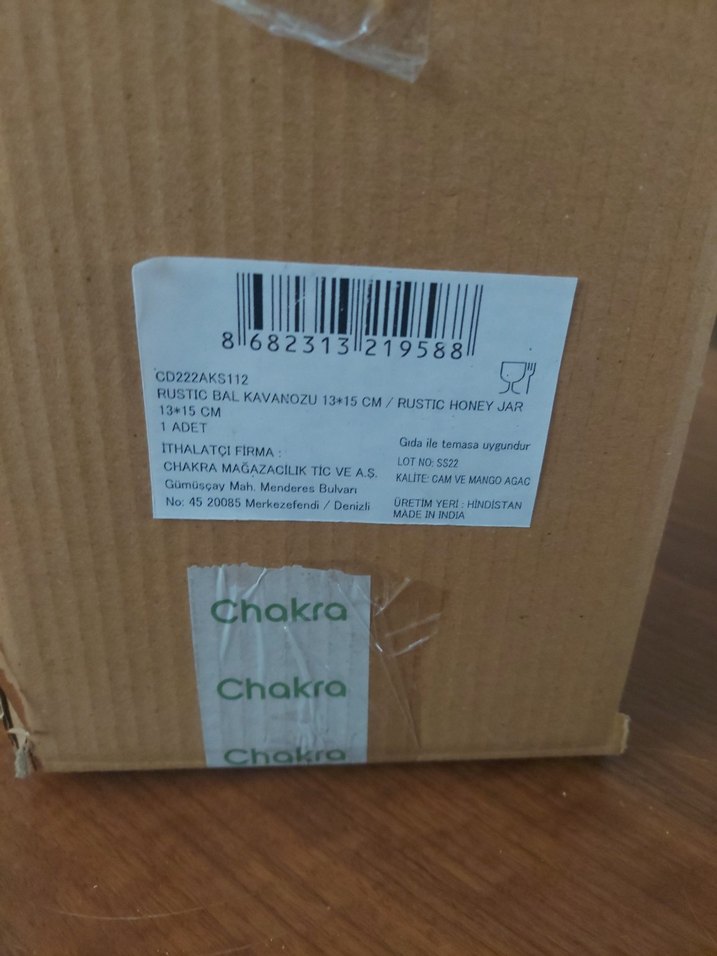 8 682313 219588
CD222AKS112
RUSTIC BAL KAVANOZU 13*15 CM / RUSTIC HONEY JAR
13*15 CM
1 ADET
İTHALATÇI FİRMA :
CHAKRA MAĞAZACILIK TİC VE A.Ş.
Gümüşçay Mah. Menderes Bulvarı
No: 45 20085 Merkezefendi / Denizli
Gıda ile temasa uygundur
LOT NO: SS22
KALİTE: CAM VE MANGO AGAC
ÜRETİM YERİ : HİNDİSTAN
MADE IN INDIA
Chakra
Chakra
Chakra